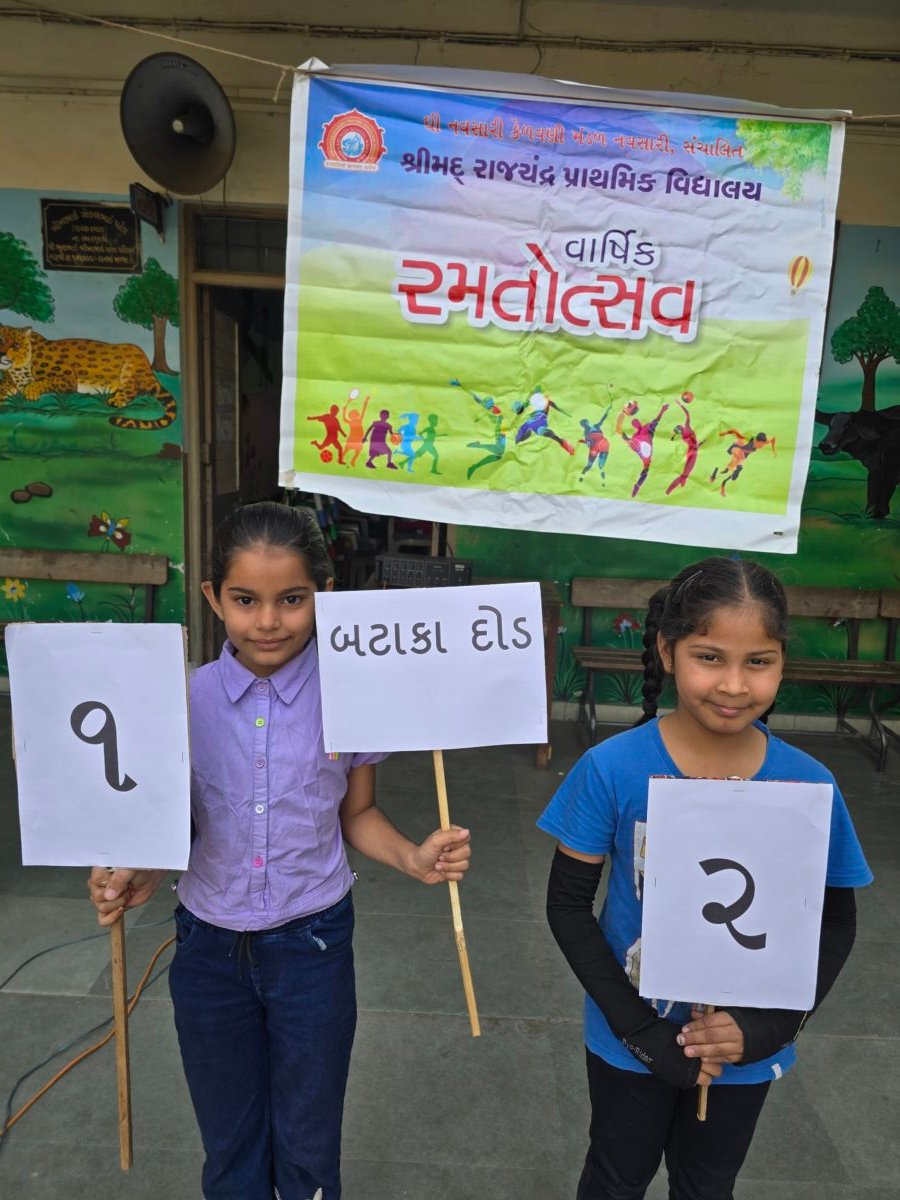 ધી નવસારી કેળવણી મંડળ નવસારી, સંચાલિત
શ્રીમદ્ રાજચંદ્ર પ્રાથમિક વિદ્યાલય
વાર્ષિક
રમતોત્સવ
બટાકા દોડ
૧
૨